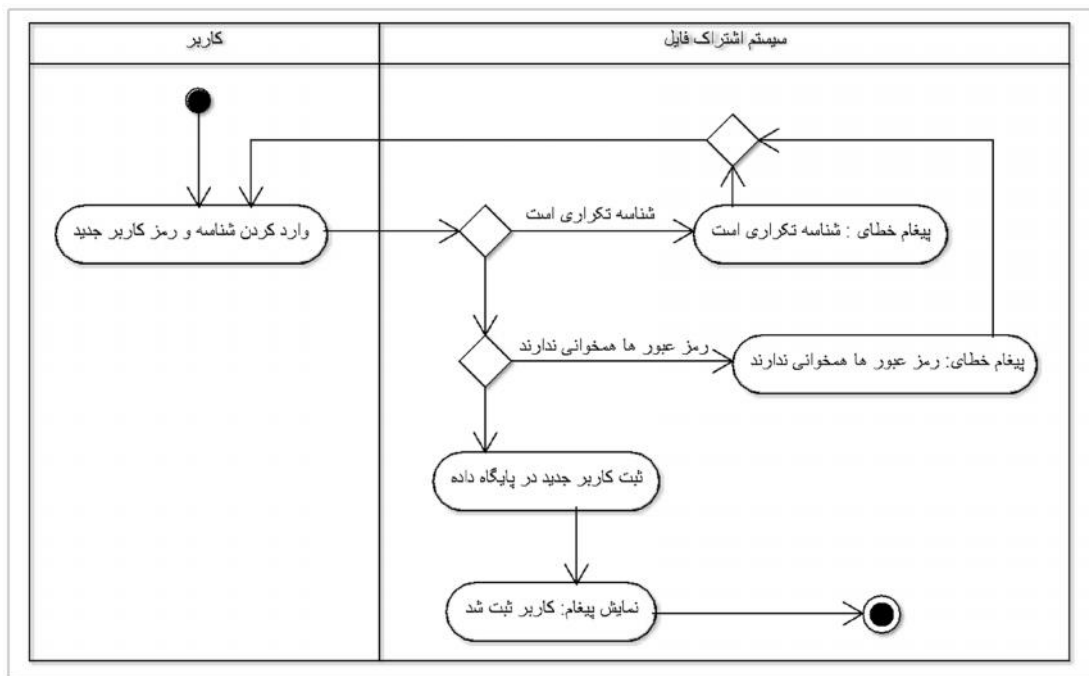 کاربر
سیستم اشتراک فایل
وارد کردن شناسه و رمز کاربر جدید
شناسه تکراری است
پیغام خطای : شناسه تکراری است
رمز عبور ها همخوانی ندارند
پیغام خطای: رمز عبور ها همخوانی ندارند
ثبت کاربر جدید در پایگاه داده
نمایش پیغام: کاربر ثبت شد